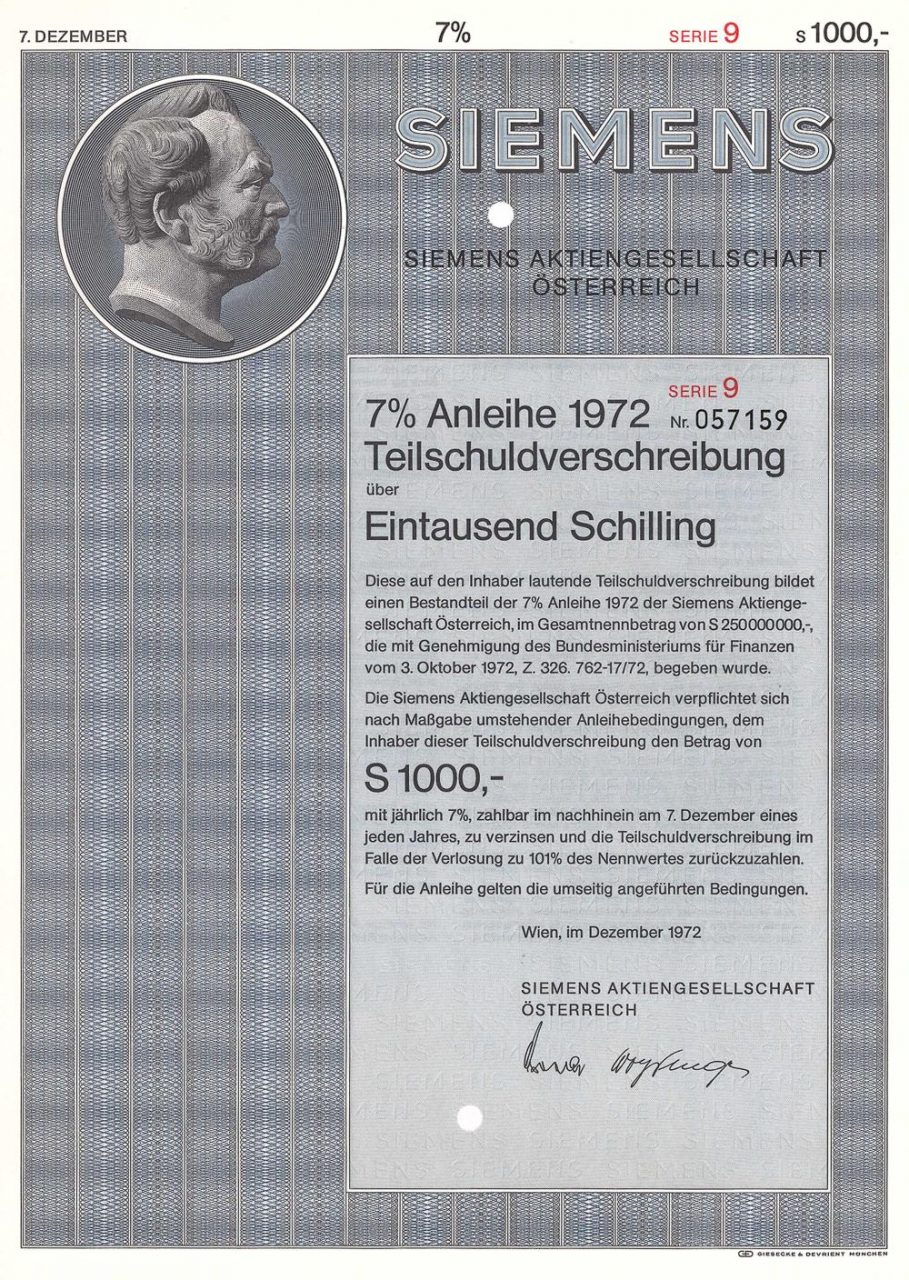 7. DEZEMBER 7% SERIE 9 S 1000,-
SIEMENS
SIEMENS AKTIENGESELLSCHAFT
ÖSTERREICH
SERIE 9
7% Anleihe 1972 Nr. 057159
Teilschuldverschreibung
über
Eintausend Schilling
Diese auf den Inhaber lautende Teilschuldverschreibung bildet
einen Bestandteil der 7% Anleihe 1972 der Siemens Aktienge-
sellschaft Österreich, im Gesamtnennbetrag von S 250 000 000,-,
die mit Genehmigung des Bundesministeriums für Finanzen
vom 3. Oktober 1972, Z. 326. 762-17/72, begeben wurde.
Die Siemens Aktiengesellschaft Österreich verpflichtet sich
nach Maßgabe umstehender Anleihebedingungen, dem
Inhaber dieser Teilschuldverschreibung den Betrag von
S 1000,-
mit jährlich 7%, zahlbar im nachhinein am 7. Dezember eines
jeden Jahres, zu verzinsen und die Teilschuldverschreibung im
Falle der Verlosung zu 101% des Nennwertes zurückzuzahlen.
Für die Anleihe gelten die umseitig angeführten Bedingungen.
Wien, im Dezember 1972
SIEMENS AKTIENGESELLSCHAFT
ÖSTERREICH
GIESECKE & DEVRIENT MÜNCHEN